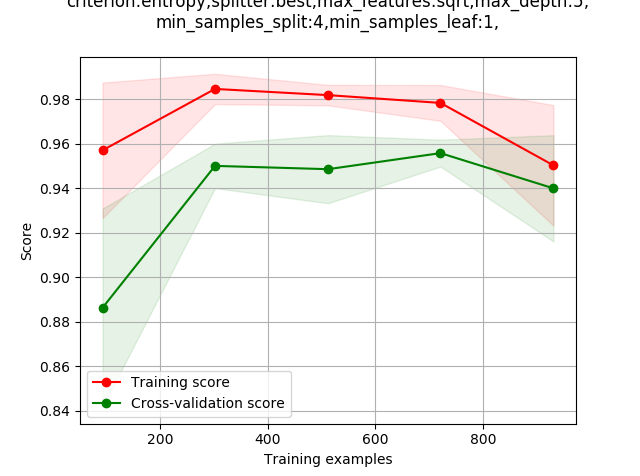 criterion:entropy,splitter:best,max_features:sqrt,max_depth:5,
min_samples_split:4,min_samples_leaf:1,
0.98
0.96
0.94
0.92
0.90
0.88
0.86
0.84
Score
Training score
Cross-validation score
200 400 600 800
Training examples